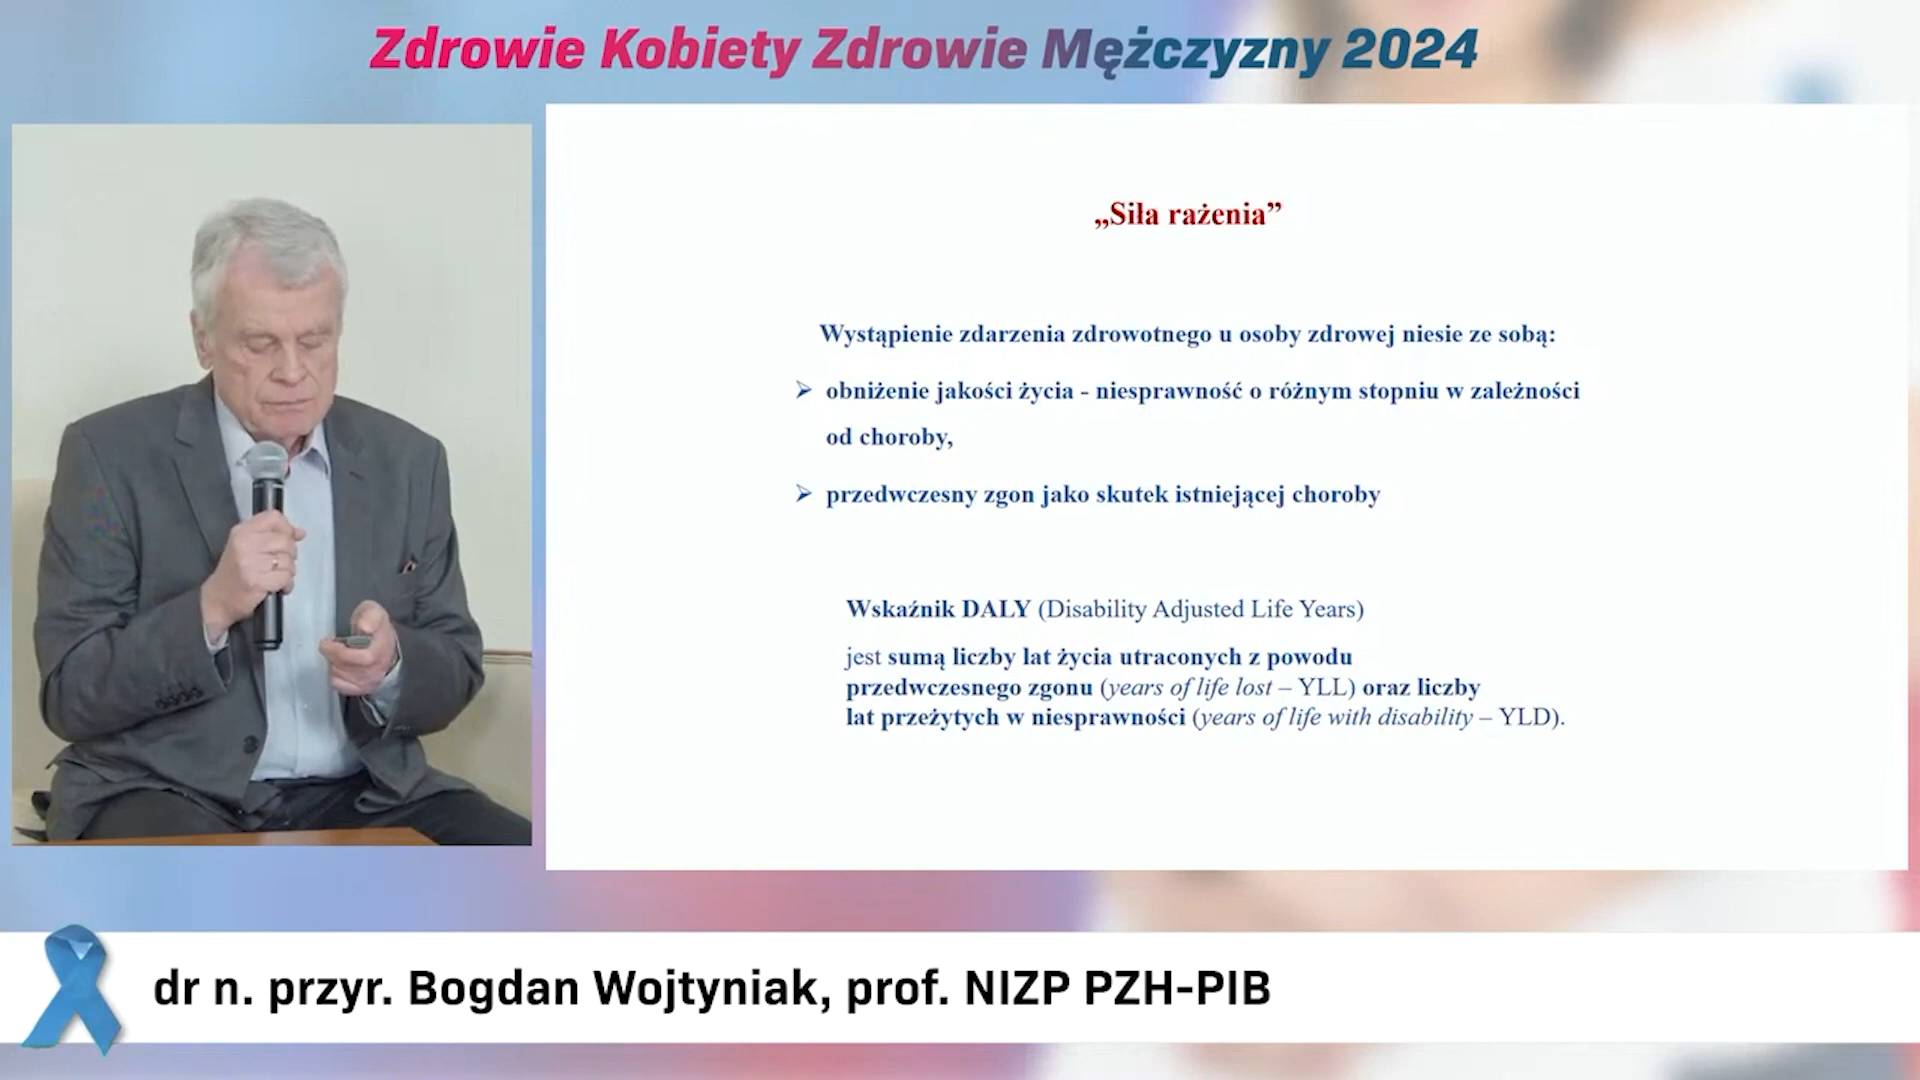 Zdrowie Kobiety Zdrowie Mężczyzny 2024
„Siła rażenia”
Wystąpienie zdarzenia zdrowotnego u osoby zdrowej niesie ze sobą:
➢ obniżenie jakości życia - niesprawność o różnym stopniu w zależności
od choroby,
➢ przedwczesny zgon jako skutek istniejącej choroby
Wskaźnik DALY (Disability Adjusted Life Years)
jest sumą liczby lat życia utraconych z powodu
przedwczesnego zgonu (years of life lost – YLL) oraz liczby
lat przeżytych w niesprawności (years of life with disability – YLD).
dr n. przyr. Bogdan Wojtyniak, prof. NIZP PZH-PIB